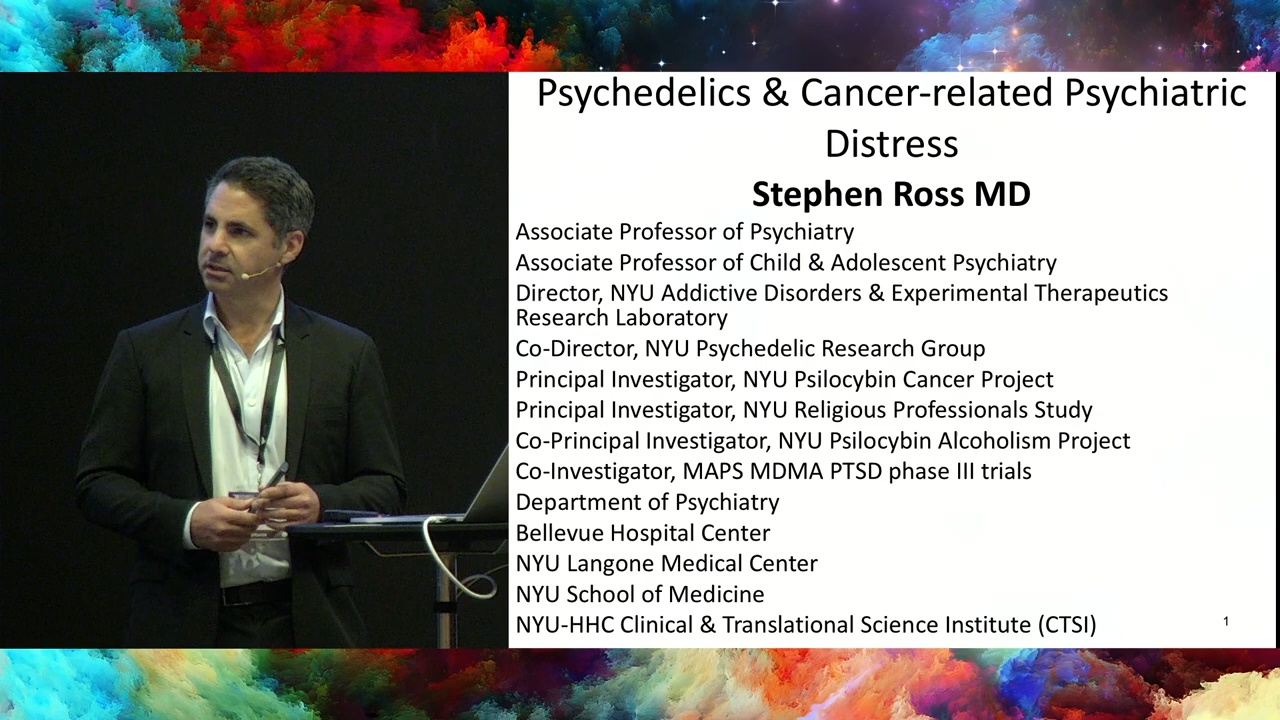 Psychedelics & Cancer-related Psychiatric
Distress
Stephen Ross MD
Associate Professor of Psychiatry
Associate Professor of Child & Adolescent Psychiatry
Director, NYU Addictive Disorders & Experimental Therapeutics
Research Laboratory
Co-Director, NYU Psychedelic Research Group
Principal Investigator, NYU Psilocybin Cancer Project
Principal Investigator, NYU Religious Professionals Study
Co-Principal Investigator, NYU Psilocybin Alcoholism Project
Co-Investigator, MAPS MDMA PTSD phase III trials
Department of Psychiatry
Bellevue Hospital Center
NYU Langone Medical Center
NYU School of Medicine
NYU-HHC Clinical & Translational Science Institute (CTSI)
1